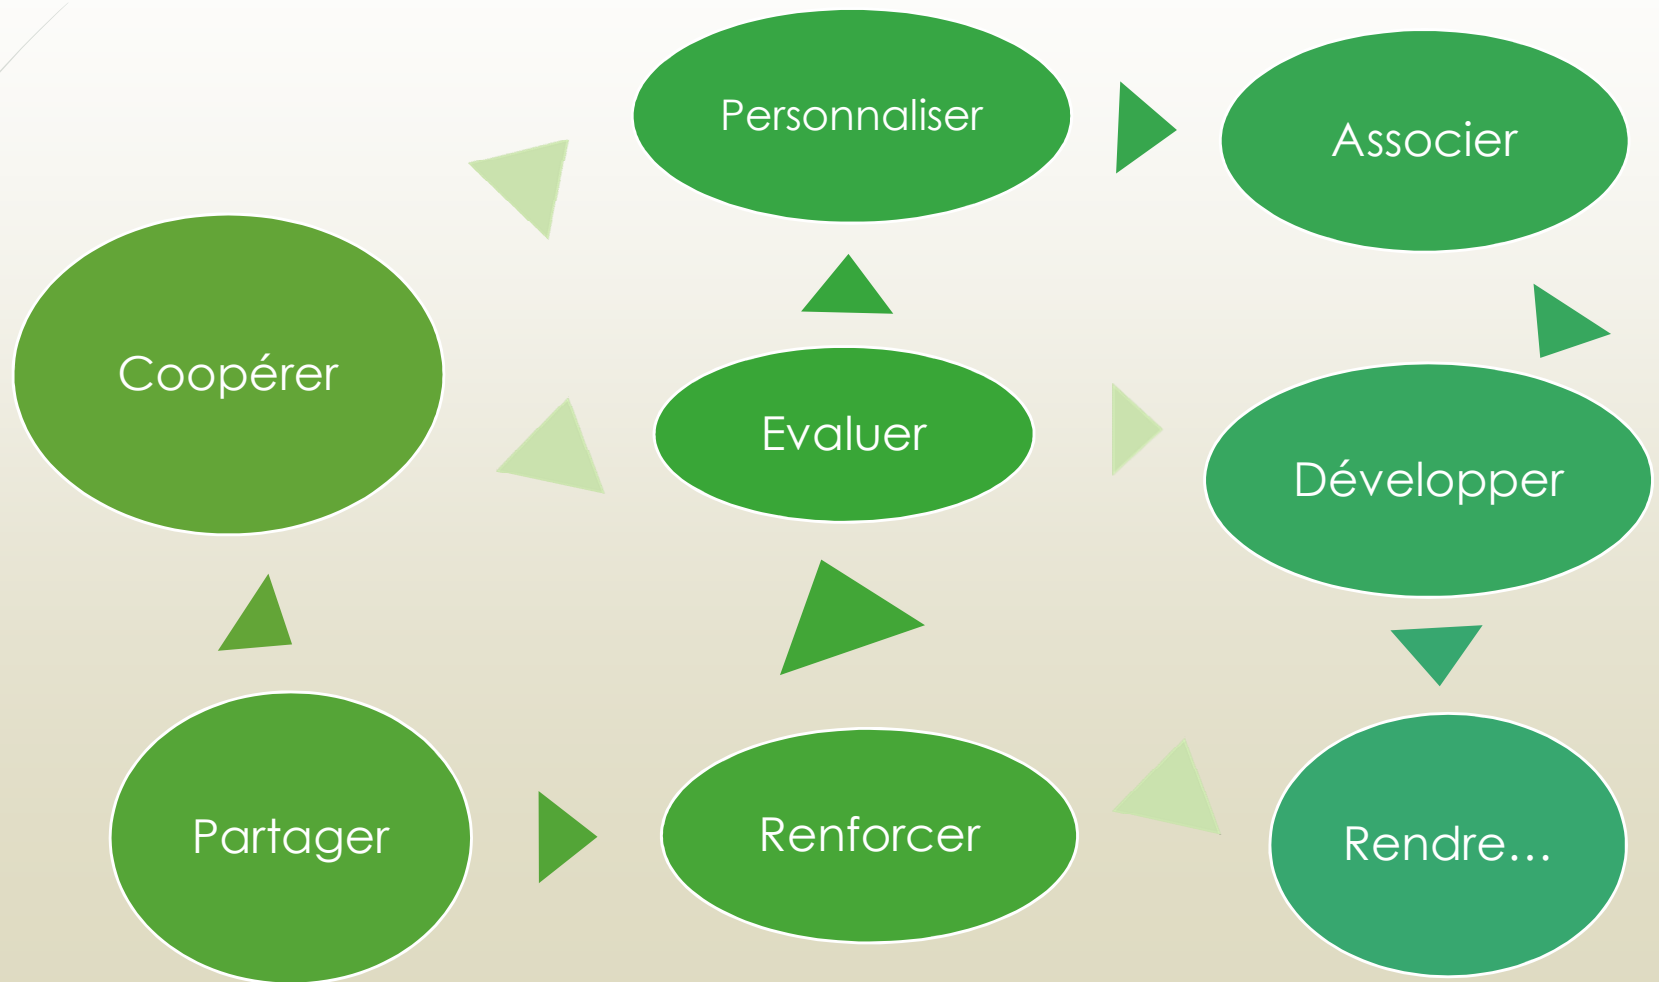 Personnaliser
Associer
Coopérer
Evaluer
Développer
Partager
Renforcer
Rendre…